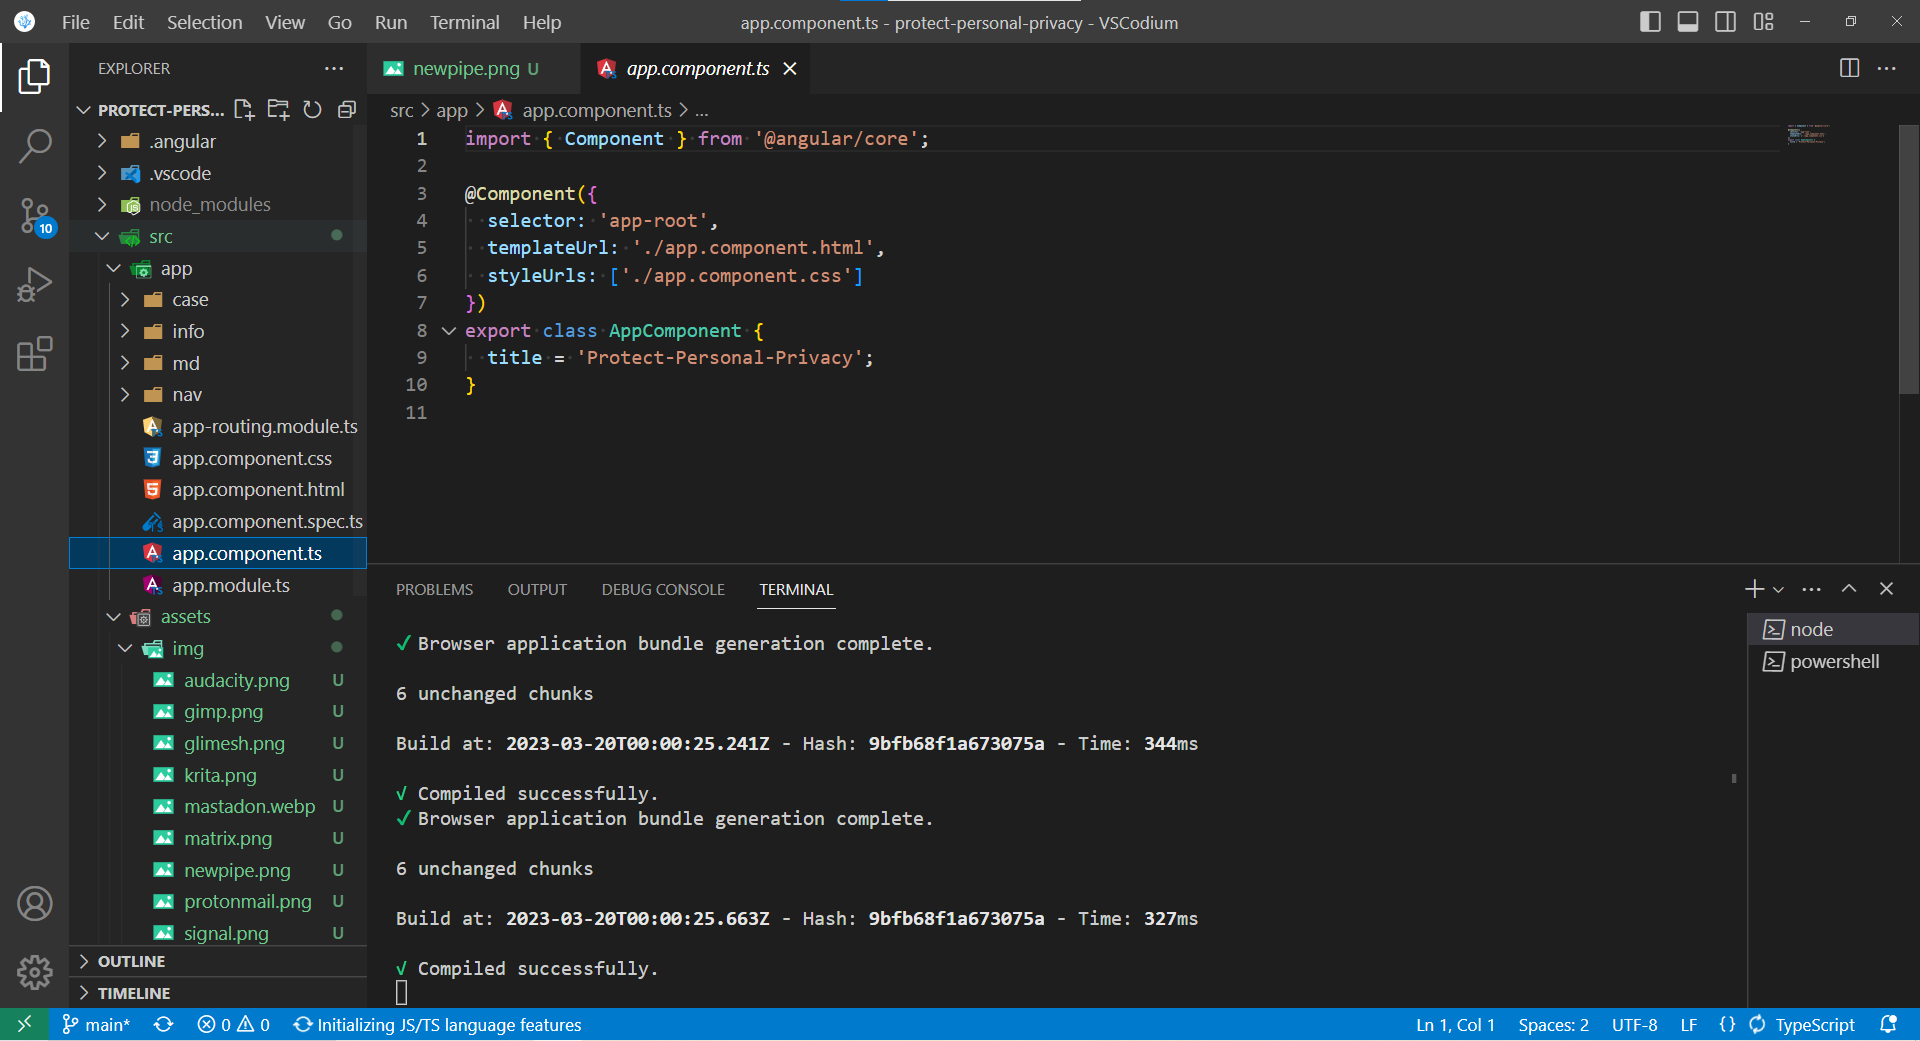 File Edit Selection View Go Run Terminal Help
app.component.ts - protect-personal-privacy - VSCodium
EXPLORER
PROTECT-PERS...
.angular
.vscode
node_modules
src
app
case
info
md
nav
app-routing.module.ts
app.component.css
app.component.html
app.component.spec.ts
app.component.ts
app.module.ts
assets
img
audacity.png U
gimp.png U
glimesh.png U
krita.png U
mastadon.webp U
matrix.png U
newpipe.png U
protonmail.png U
signal.png U
OUTLINE
TIMELINE
10
newpipe.png U
app.component.ts
src > app > app.component.ts > ...
1 import { Component } from '@angular/core';
2
3 @Component({
4 selector: 'app-root',
5 templateUrl: './app.component.html',
6 styleUrls: ['./app.component.css']
7 })
8 export class AppComponent {
9 title = 'Protect-Personal-Privacy';
10 }
11
PROBLEMS OUTPUT DEBUG CONSOLE TERMINAL
✓ Browser application bundle generation complete.
6 unchanged chunks
Build at: 2023-03-20T00:00:25.241Z - Hash: 9bfb68f1a673075a - Time: 344ms
√ Compiled successfully.
✓ Browser application bundle generation complete.
6 unchanged chunks
Build at: 2023-03-20T00:00:25.663Z - Hash: 9bfb68f1a673075a - Time: 327ms
√ Compiled successfully.
node
powershell
main* 0 0 Initializing JS/TS language features
Ln 1, Col 1 Spaces: 2 UTF-8 LF {} TypeScript